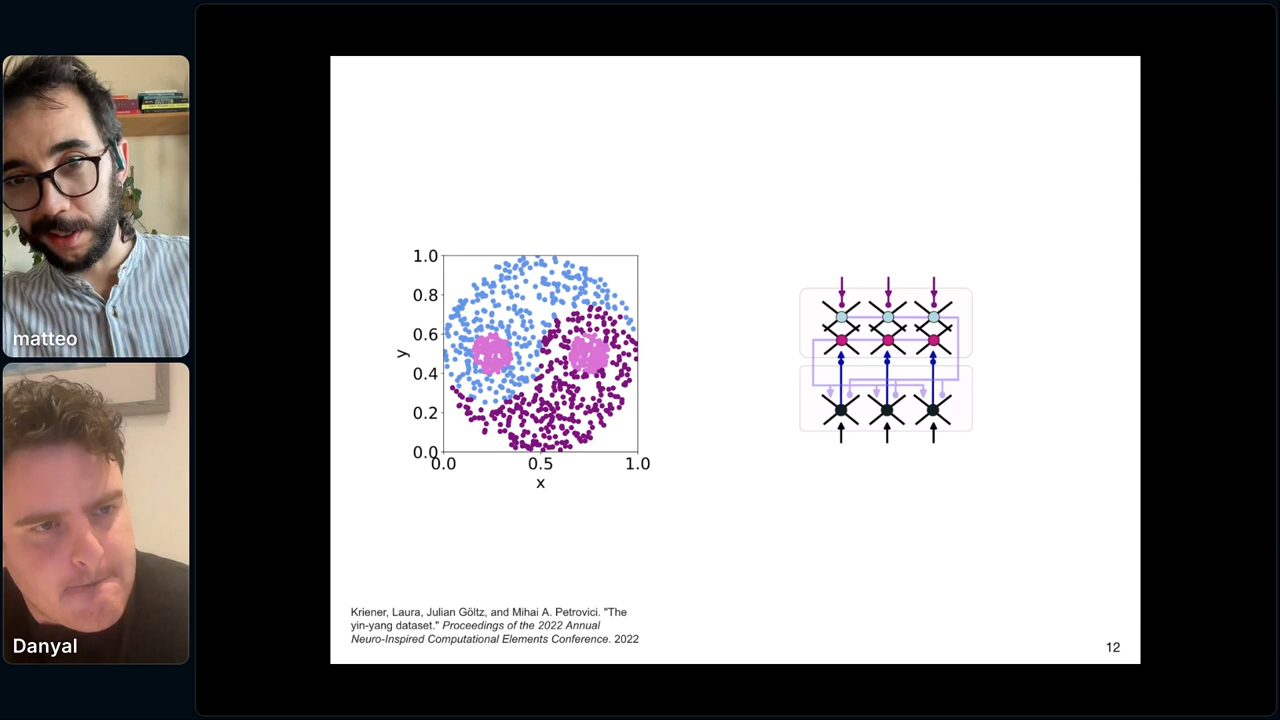 matteo
Danyal
1.0
0.8
0.6
0.4
0.2
0.0
y
0.0 0.5 1.0
x
Kriener, Laura, Julian Göltz, and Mihai A. Petrovici. "The
yin-yang dataset." Proceedings of the 2022 Annual
Neuro-Inspired Computational Elements Conference. 2022
12